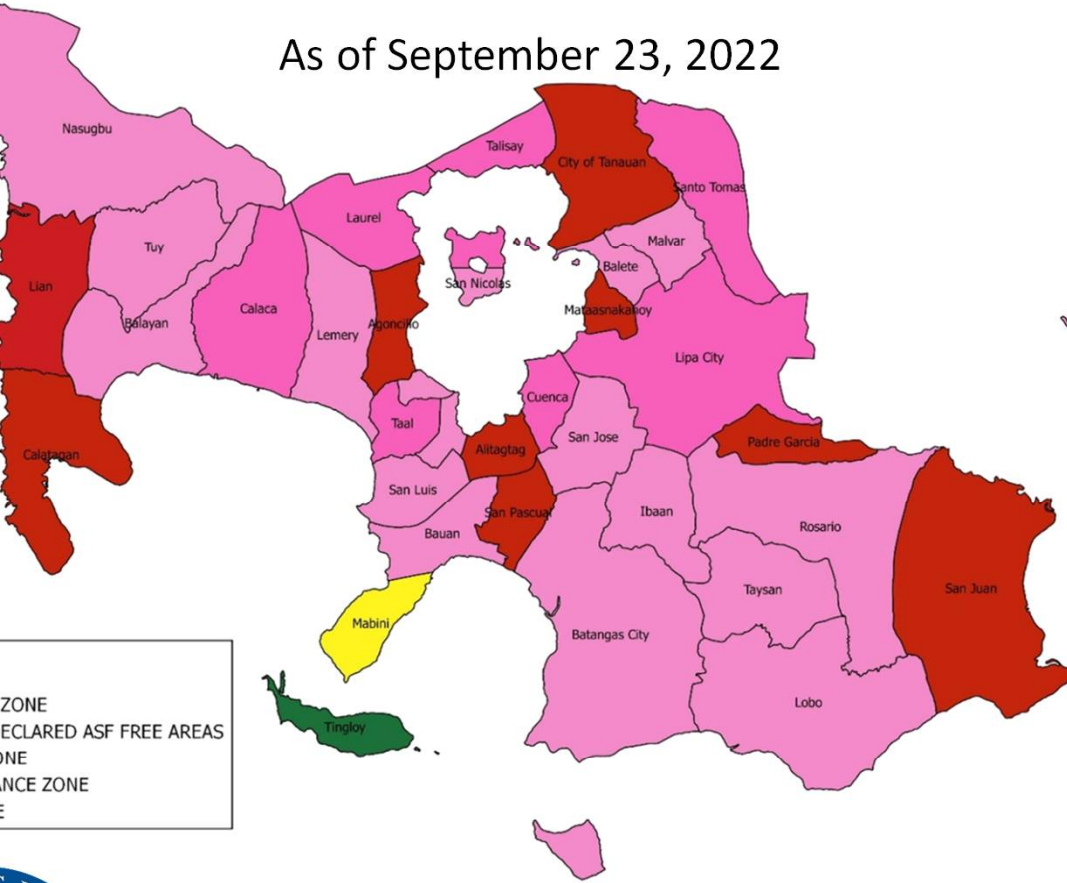 As of September 23, 2022
Nasugbu
Talisay
City of Tanauan
Santo Tomas
Laurel
Tuy
Malvar
Balete
Lian
San Nicolas
Calaca
Mataasnakahoy
Balayan
Agoncillo
Lemery
Lipa City
Cuenca
Taal
San Jose
Padre Garcia
Alitagtag
Calatagan
San Luis
San Pascual
Ibaan
Rosario
Bauan
San Juan
Taysan
Mabini
Batangas City
Lobo
Tingloy
ZONE
ECLARED ASF FREE AREAS
ONE
ANCE ZONE
E